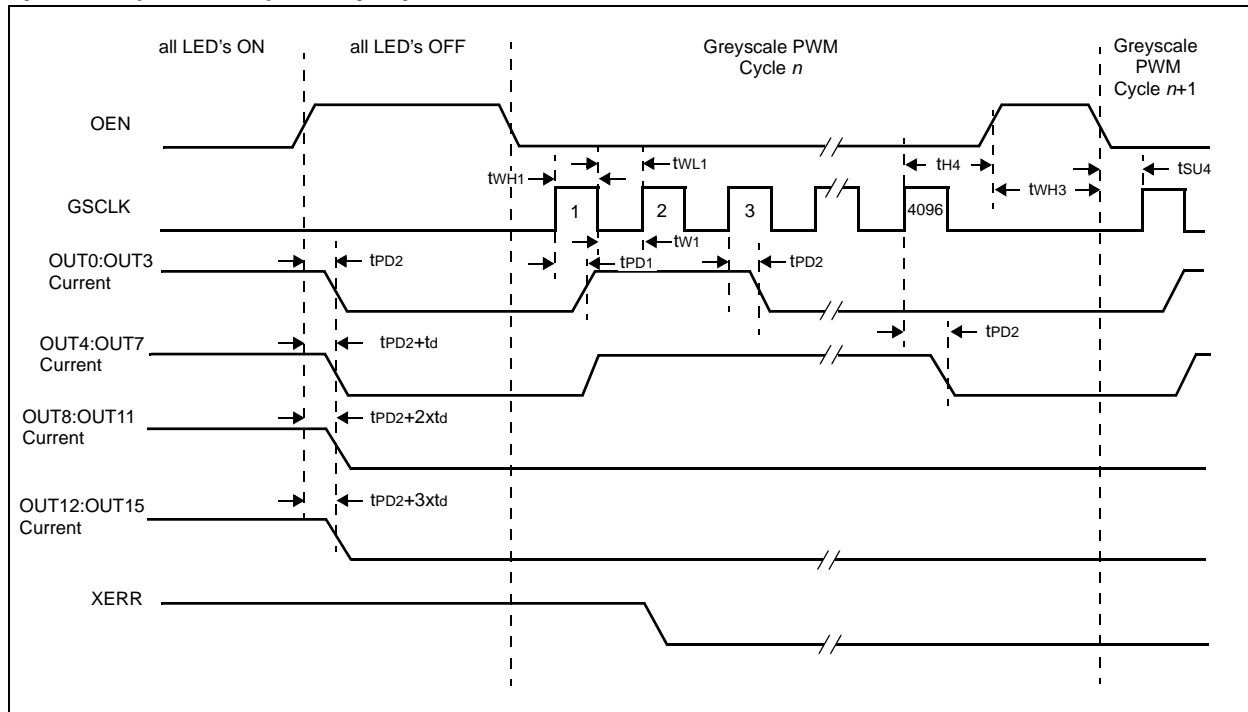 all LED's ON
all LED's OFF
Greyscale PWM
Cycle n
Greyscale
PWM
Cycle n+1
OEN
tWL1
tH4
tSU4
tWH1
tWH3
GSCLK
1
2
3
4096
tW1
OUT0:OUT3
Current
tPD2
tPD1
tPD2
OUT4:OUT7
Current
tPD2+td
tPD2
OUT8:OUT11
Current
tPD2+2xtd
OUT12:OUT15
Current
tPD2+3xtd
XERR